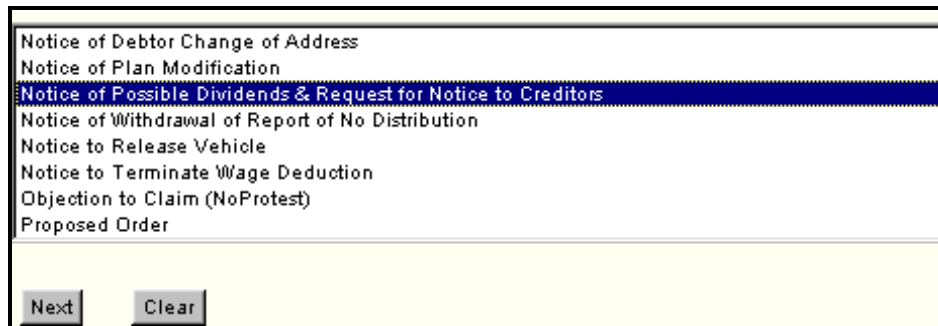 Notice of Debtor Change of Address
Notice of Plan Modification
Notice of Possible Dividends & Request for Notice to Creditors
Notice of Withdrawal of Report of No Distribution
Notice to Release Vehicle
Notice to Terminate Wage Deduction
Objection to Claim (NoProtest)
Proposed Order
Next Clear